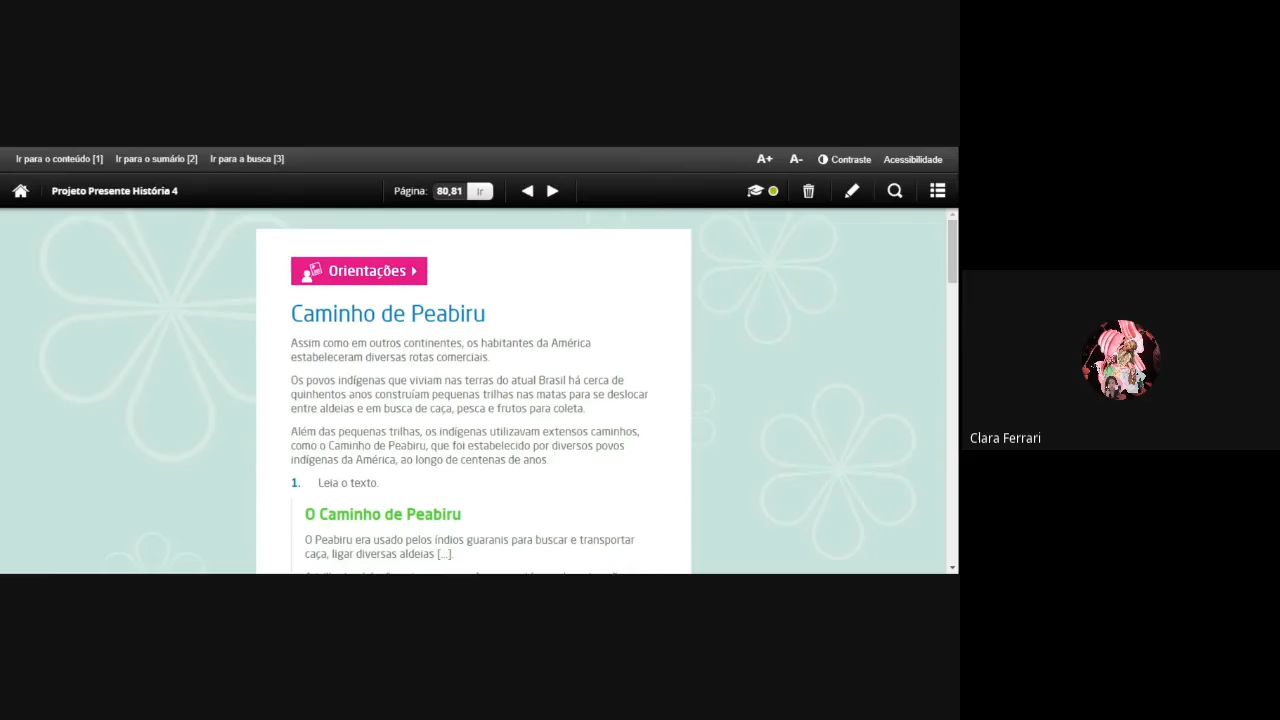 Ir para o conteúdo [1] Ir para o sumário [2] Ir para a busca [3] A+ A- Contraste Acessibilidade
Projeto Presente História 4 Página: 80,81 Ir
Orientações
Caminho de Peabiru
Assim como em outros continentes, os habitantes da América
estabeleceram diversas rotas comerciais.
Os povos indígenas que viviam nas terras do atual Brasil há cerca de
quinhentos anos construíam pequenas trilhas nas matas para se deslocar
entre aldeias e em busca de caça, pesca e frutos para coleta.
Além das pequenas trilhas, os indígenas utilizavam extensos caminhos,
como o Caminho de Peabiru, que foi estabelecido por diversos povos
indígenas da América, ao longo de centenas de anos.
1. Leia o texto.
O Caminho de Peabiru
O Peabiru era usado pelos índios guaranis para buscar e transportar
caça, ligar diversas aldeias [...].
Clara Ferrari